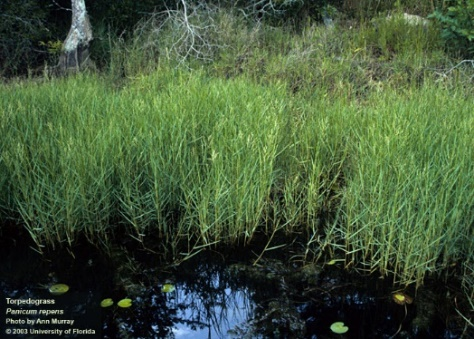 Torpedograss
Panicum repens
Photo by Ann Murray
© 2003 University of Florida